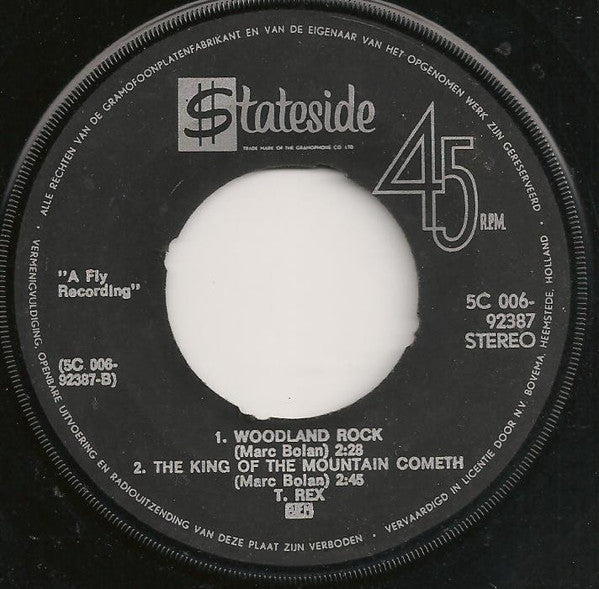 ALLE RECHTEN VAN DE GRAMOFOONPLATENFABRIKANT EN VAN DE EIGENAAR VAN HET OPGENOMEN WERK ZIJN GERESERVEERD
$tateside
TRADE MARK OF THE GRAMOPHONE CO LTD
45 R.P.M.
"A Fly
Recording"
5C 006-
92387
STEREO
(5C 006-
92387-B)
1. WOODLAND ROCK
(Marc Bolan) 2:28
2. THE KING OF THE MOUNTAIN COMETH
(Marc Bolan) 2:45
T. REX
VERMENIGVULDIGING, OPENBARE UITVOERING EN RADIOUITZENDING VAN DEZE PLAAT ZIJN VERBODEN
VERVAARDIGD IN LICENTIE DOOR N.V. BOVEMA, HEEMSTEDE, HOLLAND